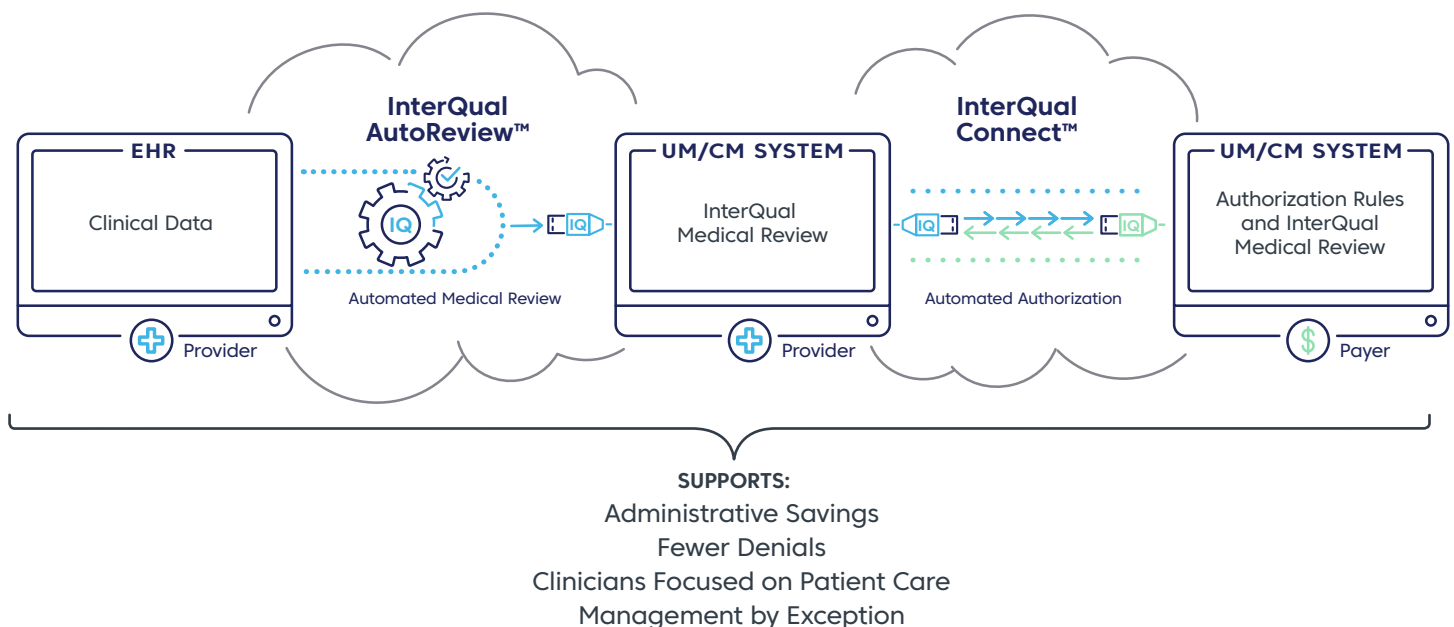 InterQual
AutoReview™
InterQual
Connect™
EHR
Clinical Data
IQ
Automated Medical Review
IQ
UM/CM SYSTEM
InterQual
Medical Review
IQ
IQ
Automated Authorization
UM/CM SYSTEM
Authorization Rules
and InterQual
Medical Review
Provider
Provider
$
Payer
SUPPORTS:
Administrative Savings
Fewer Denials
Clinicians Focused on Patient Care
Management by Exception